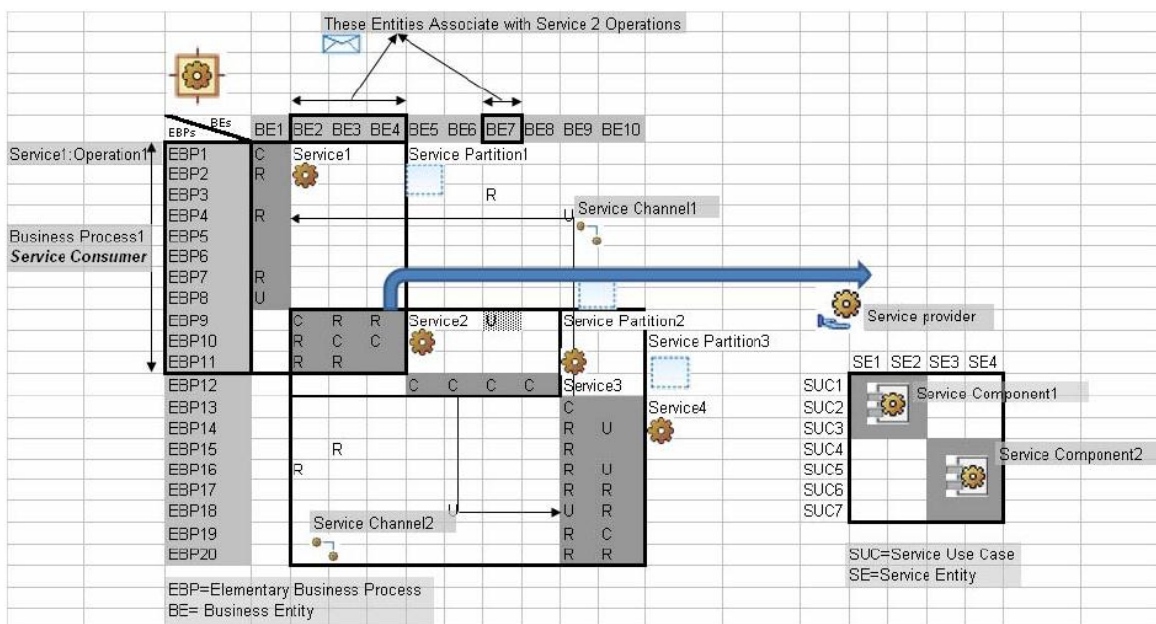 These Entities Associate with Service 2 Operations
BEs
EBPs
BE1 BE2 BE3 BE4 BE5 BE6 BE7 BE8 BE9 BE10
Service1:Operation1 EBP1 C Service1 Service Partition1
EBP2 R
EBP3 R
EBP4 R U Service Channel1
Business Process1 EBP5
Service Consumer EBP6
EBP7 R
EBP8 U
EBP9 C R R Service2 U Service Partition2 Service provider
EBP10 R C C Service Partition3
EBP11 R R SE1 SE2 SE3 SE4
EBP12 C C C C Service3 SUC1 Service Component1
EBP13 C Service4 SUC2
EBP14 R U SUC3
EBP15 R R SUC4 Service Component2
EBP16 R R U SUC5
EBP17 R R SUC6
EBP18 U U R SUC7
Service Channel2
EBP19 R C
EBP20 R R SUC=Service Use Case
SE=Service Entity
EBP=Elementary Business Process
BE= Business Entity